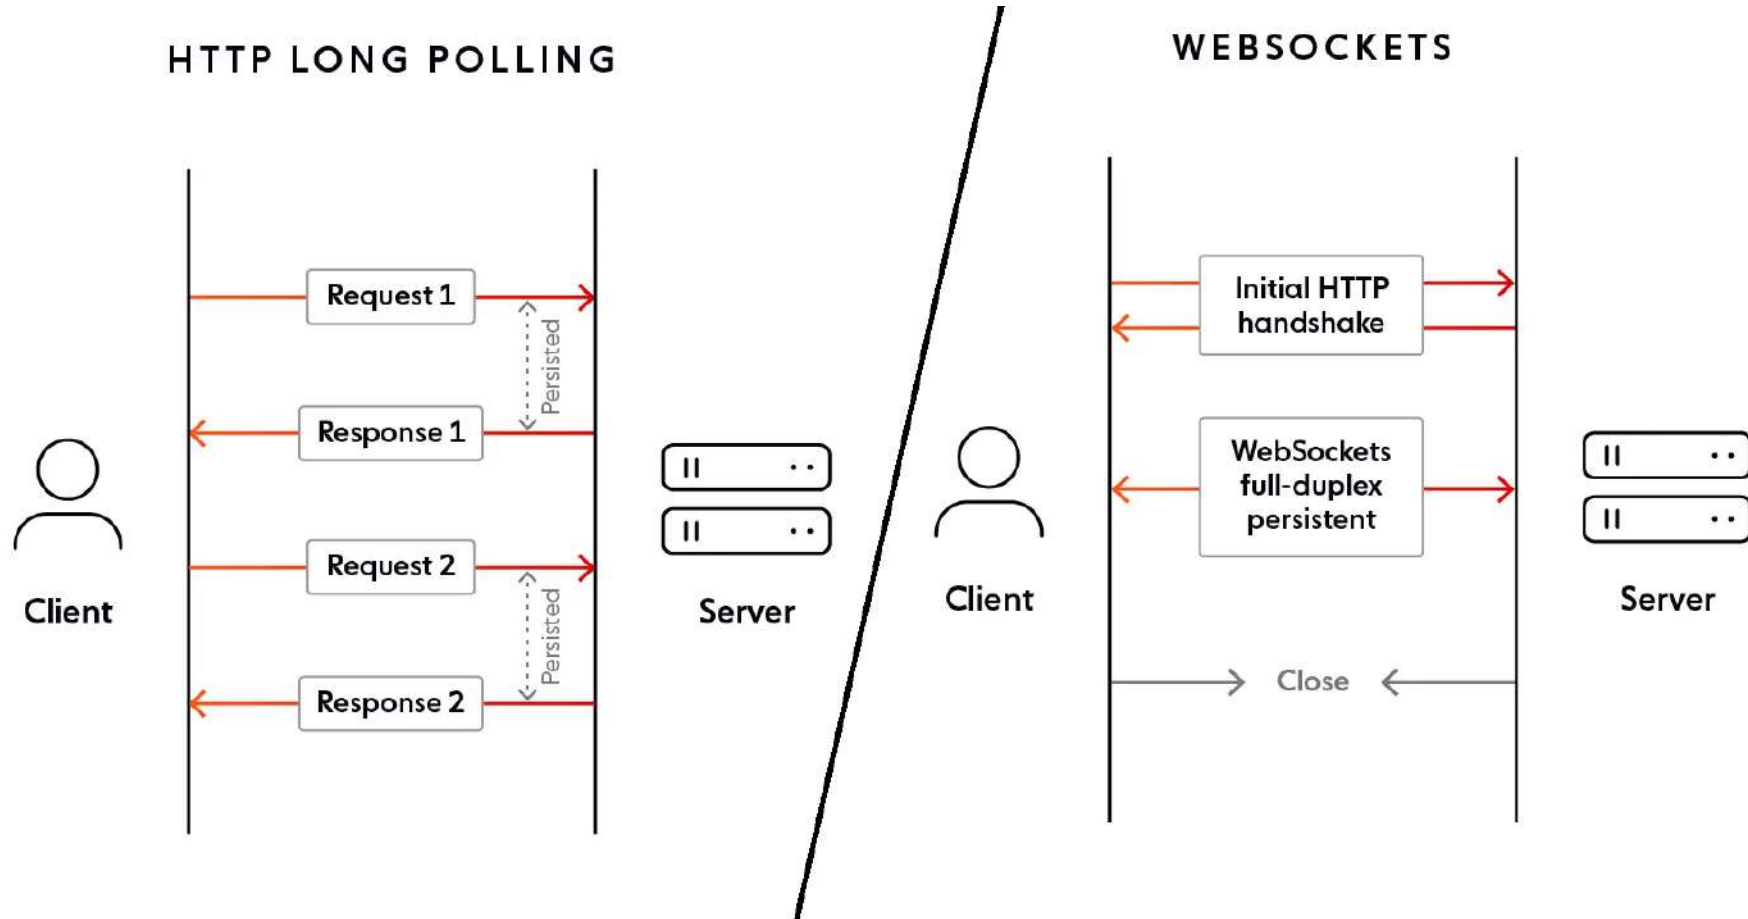 HTTP LONG POLLING
Request 1
Persisted
Response 1
Request 2
Persisted
Response 2
Client
Server
WEBSOCKETS
Initial HTTP
handshake
WebSockets
full-duplex
persistent
Close
Client
Server